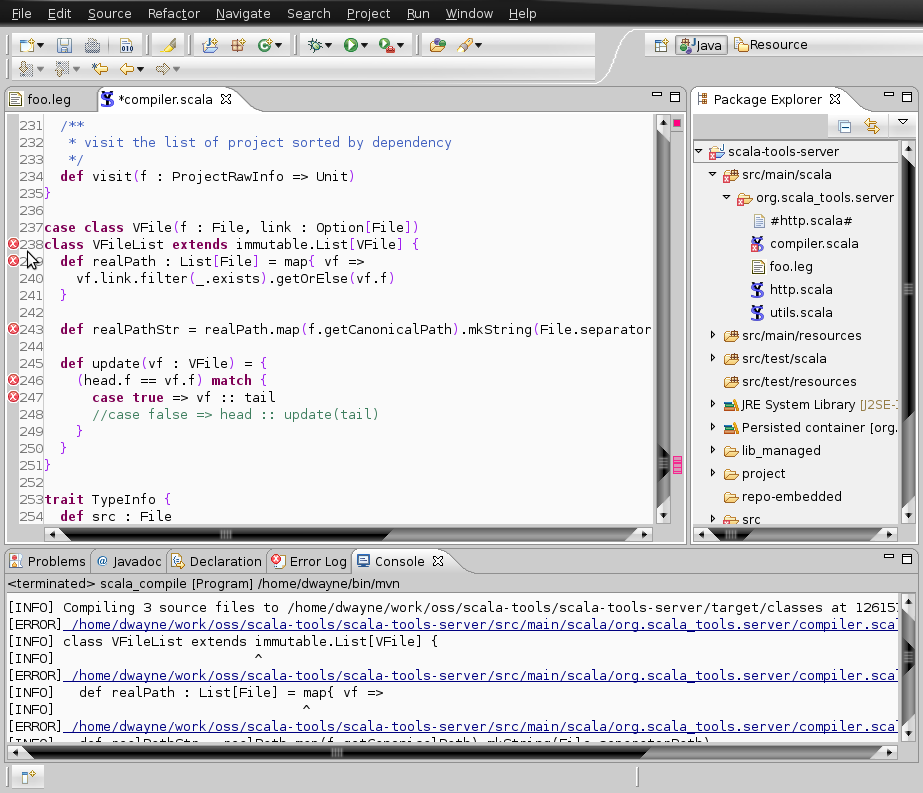 File Edit Source Refactor Navigate Search Project Run Window Help
Java Resource
foo.leg *compiler.scala
231 /**
232 * visit the list of project sorted by dependency
233 */
234 def visit(f : ProjectRawInfo => Unit)
235 }
236
237 case class VFile(f : File, link : Option[File])
238 class VFileList extends immutable.List[VFile] {
def realPath : List[File] = map{ vf =>
240 vf.link.filter(_.exists).getOrElse(vf.f)
241 }
242
243 def realPathStr = realPath.map(f.getCanonicalPath).mkString(File.separator
244
245 def update(vf : VFile) = {
246 (head.f == vf.f) match {
247 case true => vf :: tail
248 //case false => head :: update(tail)
249 }
250 }
251 }
252
253 trait TypeInfo {
254 def src : File
Package Explorer
scala-tools-server
src/main/scala
org.scala_tools.server
#http.scala#
compiler.scala
foo.leg
http.scala
utils.scala
src/main/resources
src/test/scala
src/test/resources
JRE System Library [J2SE-
Persisted container [org.
lib_managed
project
repo-embedded
src
Problems @ Javadoc Declaration Error Log Console
<terminated> scala_compile [Program] /home/dwayne/bin/mvn
[INFO] Compiling 3 source files to /home/dwayne/work/oss/scala-tools/scala-tools-server/target/classes at 12615
[ERROR] /home/dwayne/work/oss/scala-tools/scala-tools-server/src/main/scala/org.scala_tools.server/compiler.sca
[INFO] class VFileList extends immutable.List[VFile] {
[INFO] ^
[ERROR] /home/dwayne/work/oss/scala-tools/scala-tools-server/src/main/scala/org.scala_tools.server/compiler.sca
[INFO] def realPath : List[File] = map{ vf =>
[INFO] ^
[ERROR] /home/dwayne/work/oss/scala-tools/scala-tools-server/src/main/scala/org.scala_tools.server/compiler.sca
[INFO] def realPathStr = realPath.map(f.getCanonicalPath).mkString(File.separatorPath)